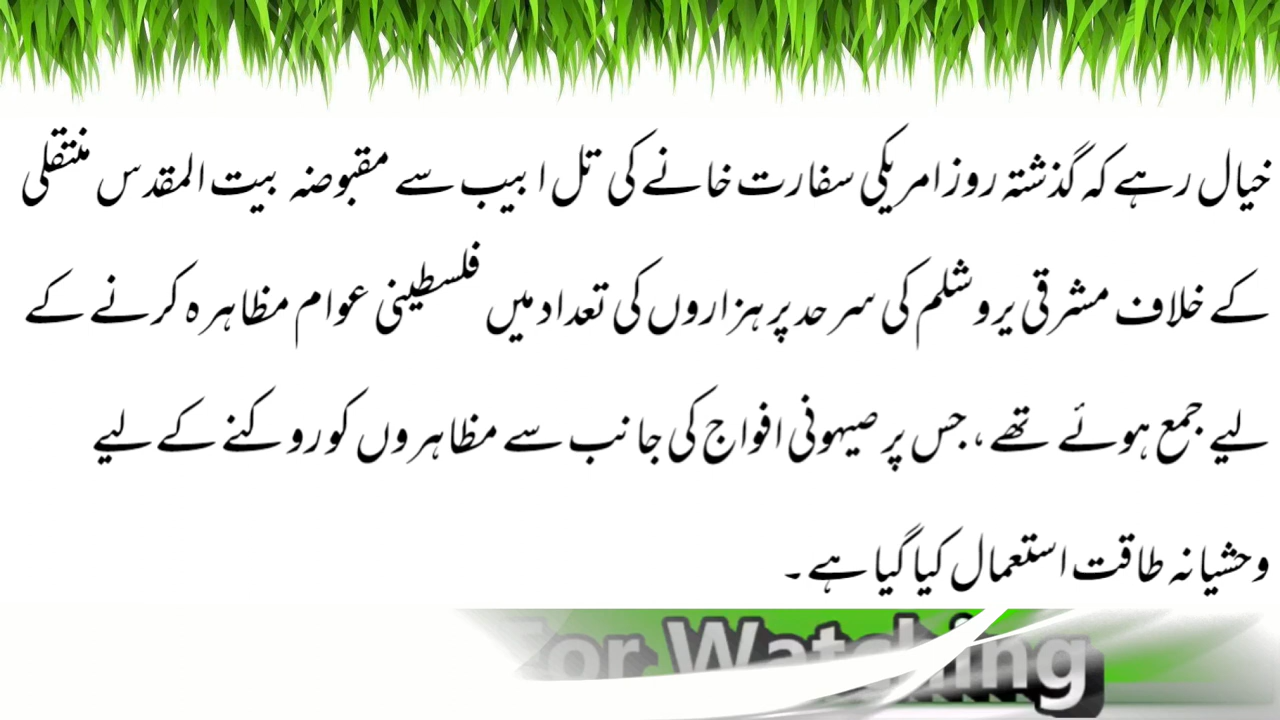 خیال رہے کہ گذشتہ روز امریکی سفارت خانے کی تل ابیب سے مقبوضہ بیت المقدس منتقلی
کے خلاف مشرقی یروشلم کی سرحد پر ہزاروں کی تعداد میں فلسطینی عوام مظاہرہ کرنے کے
لیے جمع ہوئے تھے، جس پر صیہونی افواج کی جانب سے مظاہروں کو روکنے کے لیے
وحشیانہ طاقت استعمال کیا گیا ہے۔
For Watching